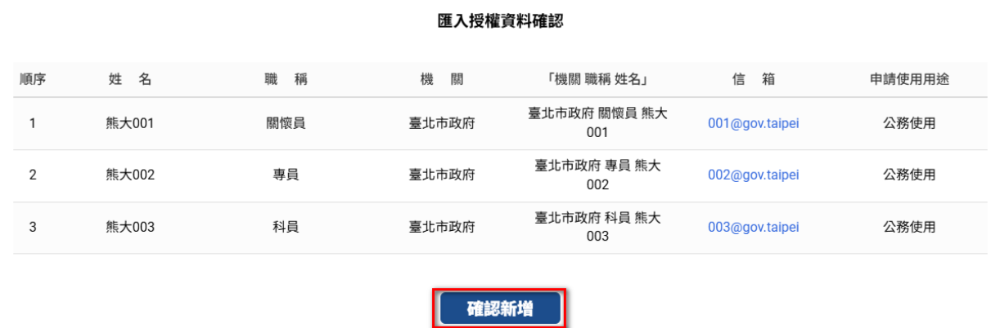 匯入授權資料確認
順序 姓 名 職 稱 機 關 「機關 職稱 姓名」 信 箱 申請使用用途
1 熊大001 關懷員 臺北市政府 臺北市政府 關懷員 熊大
001 001@gov.taipei 公務使用
2 熊大002 專員 臺北市政府 臺北市政府 專員 熊大
002 002@gov.taipei 公務使用
3 熊大003 科員 臺北市政府 臺北市政府 科員 熊大
003 003@gov.taipei 公務使用
確認新增